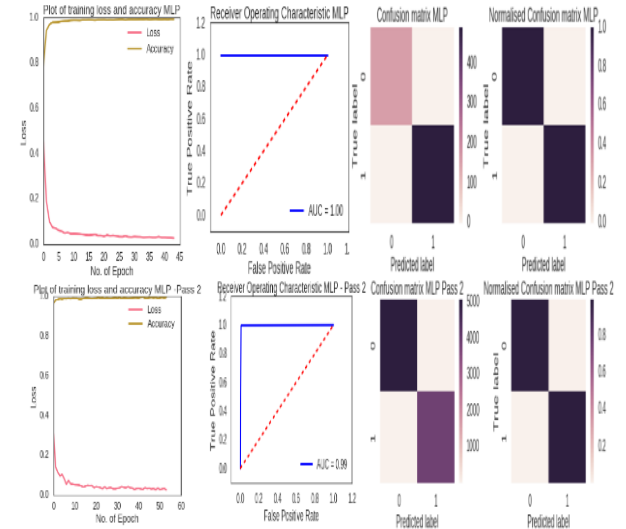 Plot of training loss and accuracy MLP
1.0
0.8
0.6
0.4
0.2
0.0
Loss
Loss
Accuracy
0 5 10 15 20 25 30 35 40 45
No. of Epoch
Receiver Operating Characteristic MLP
1.2
1.0
0.8
0.6
0.4
0.2
0.0
True Positive Rate
AUC = 1.00
0.0 0.2 0.4 0.6 0.8 1.0 1.
False Positive Rate
Confusion matrix MLP
0
1
True label
0 1
Predicted label
400
300
200
100
0
Normalised Confusion matrix MLP
0
1
True label
0 1
Predicted label
1.0
0.8
0.6
0.4
0.2
0.0
Plot of training loss and accuracy MLP -Pass 2
1.0
0.8
0.6
0.4
0.2
0.0
Loss
Loss
Accuracy
0 10 20 30 40 50 60
No. of Epoch
Receiver Operating Characteristic MLP - Pass 2
1.2
1.0
0.8
0.6
0.4
0.2
0.0
True Positive Rate
AUC = 0.99
0.0 0.2 0.4 0.6 0.8 1.0 1.2
False Positive Rate
Confusion matrix MLP Pass 2
0
1
True label
0 1
Predicted label
5000
4000
3000
2000
1000
Normalised Confusion matrix MLP Pass 2
0
1
True label
0 1
Predicted label
0.8
0.6
0.4
0.2